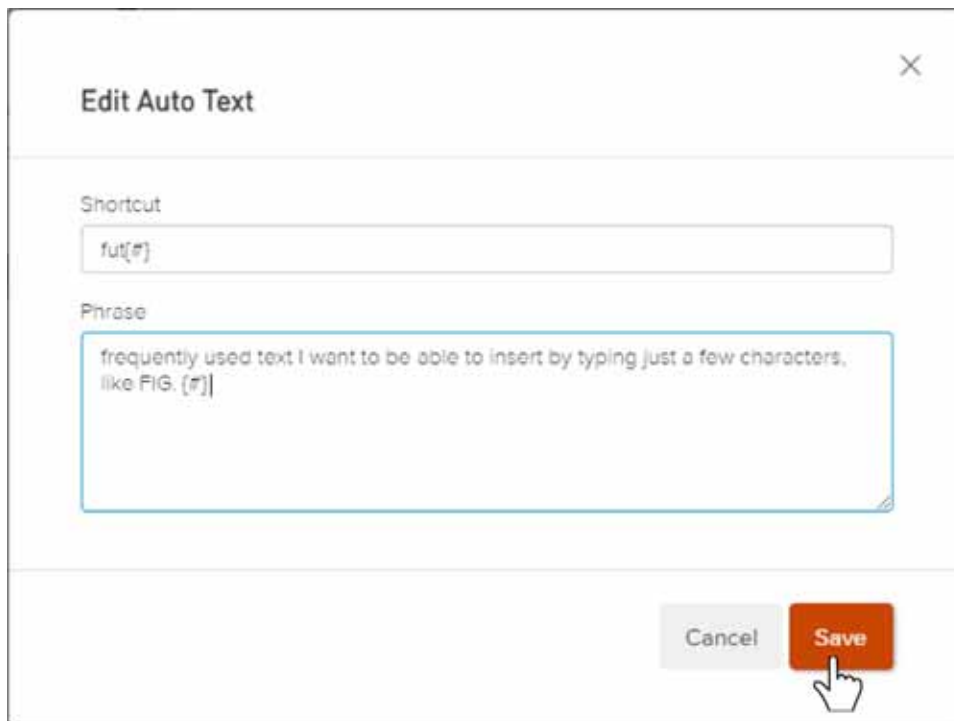 Edit Auto Text
Shortcut
fut{#}
Phrase
frequently used text I want to be able to insert by typing just a few characters,
like FIG. {#}
Cancel
Save